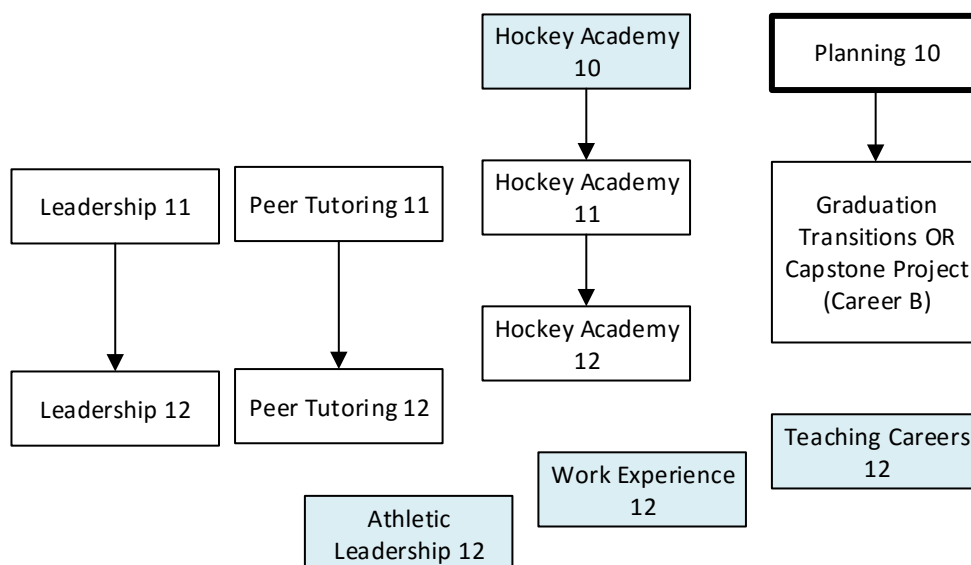 Hockey Academy
10
Planning 10
Leadership 11
Peer Tutoring 11
Hockey Academy
11
Graduation
Transitions OR
Capstone Project
(Career B)
Hockey Academy
12
Leadership 12
Peer Tutoring 12
Teaching Careers
12
Work Experience
12
Athletic
Leadership 12